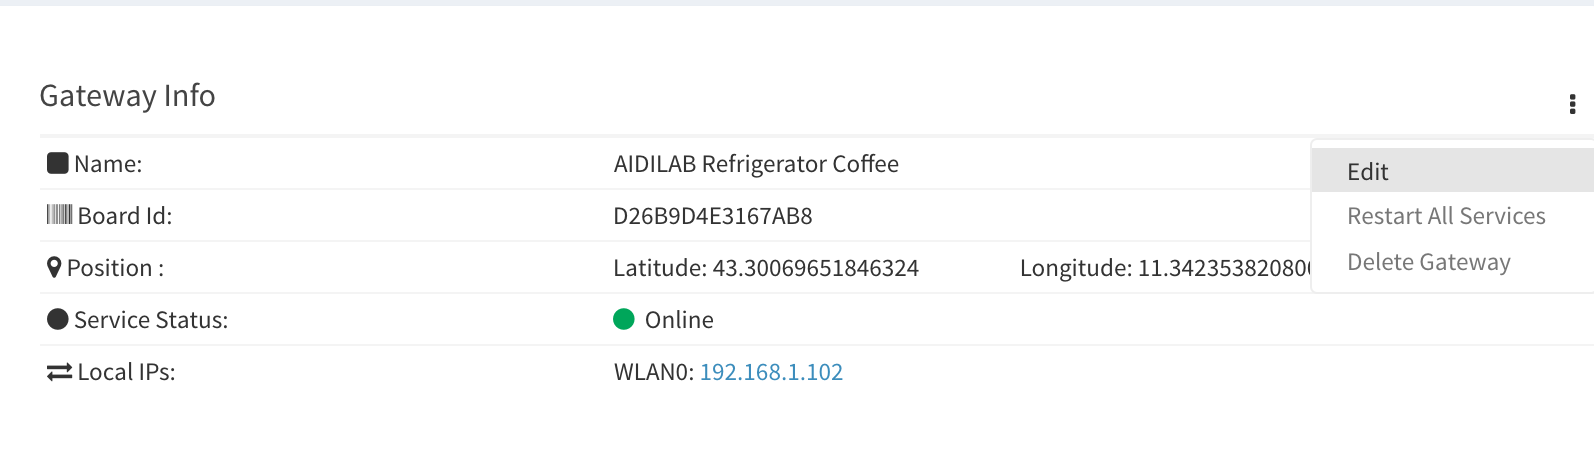 Gateway Info
Name: AIDILAB Refrigerator Coffee
Edit
Board Id: D26B9D4E3167AB8
Restart All Services
Position : Latitude: 43.30069651846324 Longitude: 11.34235382080
Delete Gateway
Service Status: Online
Local IPs: WLAN0: 192.168.1.102